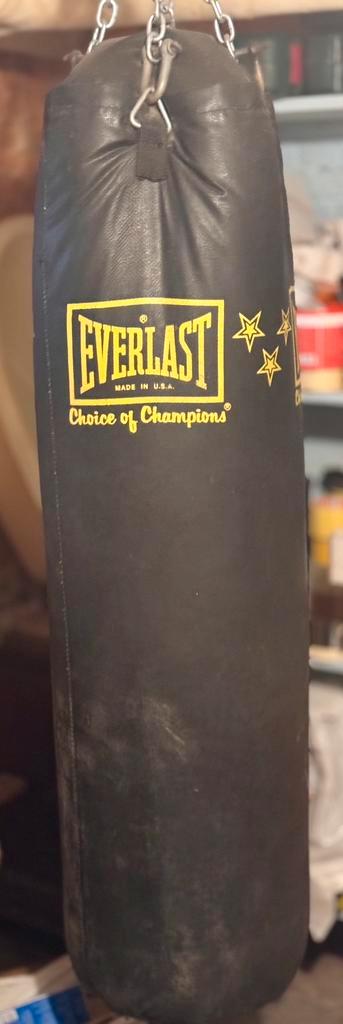 EVERLAST®
MADE IN U.S.A.
Choice of Champions®